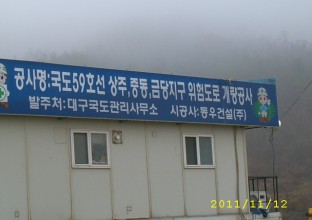 공사명:국도59호선 상주,중동,금당지구 위험도로 개량공사
발주처:대구국도관리사무소 시공사:동우건설(주)
2011/11/12